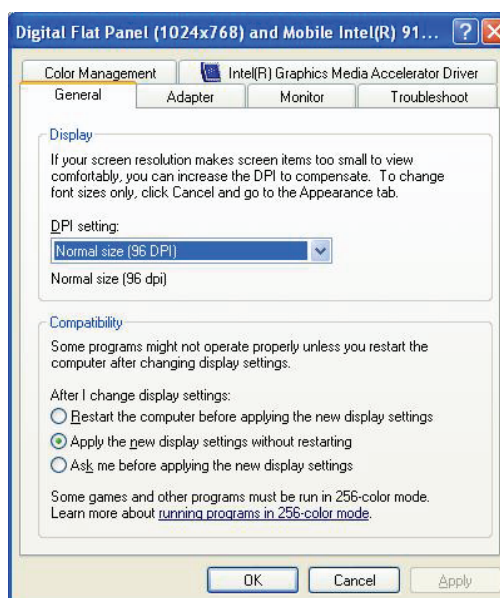 Digital Flat Panel (1024x768) and Mobile Intel(R) 91... ?
Color Management Intel(R) Graphics Media Accelerator Driver
General Adapter Monitor Troubleshoot
Display
If your screen resolution makes screen items too small to view
comfortably, you can increase the DPI to compensate. To change
font sizes only, click Cancel and go to the Appearance tab.
DPI setting:
Normal size (96 DPI)
Normal size (96 dpi)
Compatibility
Some programs might not operate properly unless you restart the
computer after changing display settings.
After I change display settings:
Restart the computer before applying the new display settings
Apply the new display settings without restarting
Ask me before applying the new display settings
Some games and other programs must be run in 256-color mode.
Learn more about running programs in 256-color mode.
OK Cancel Apply